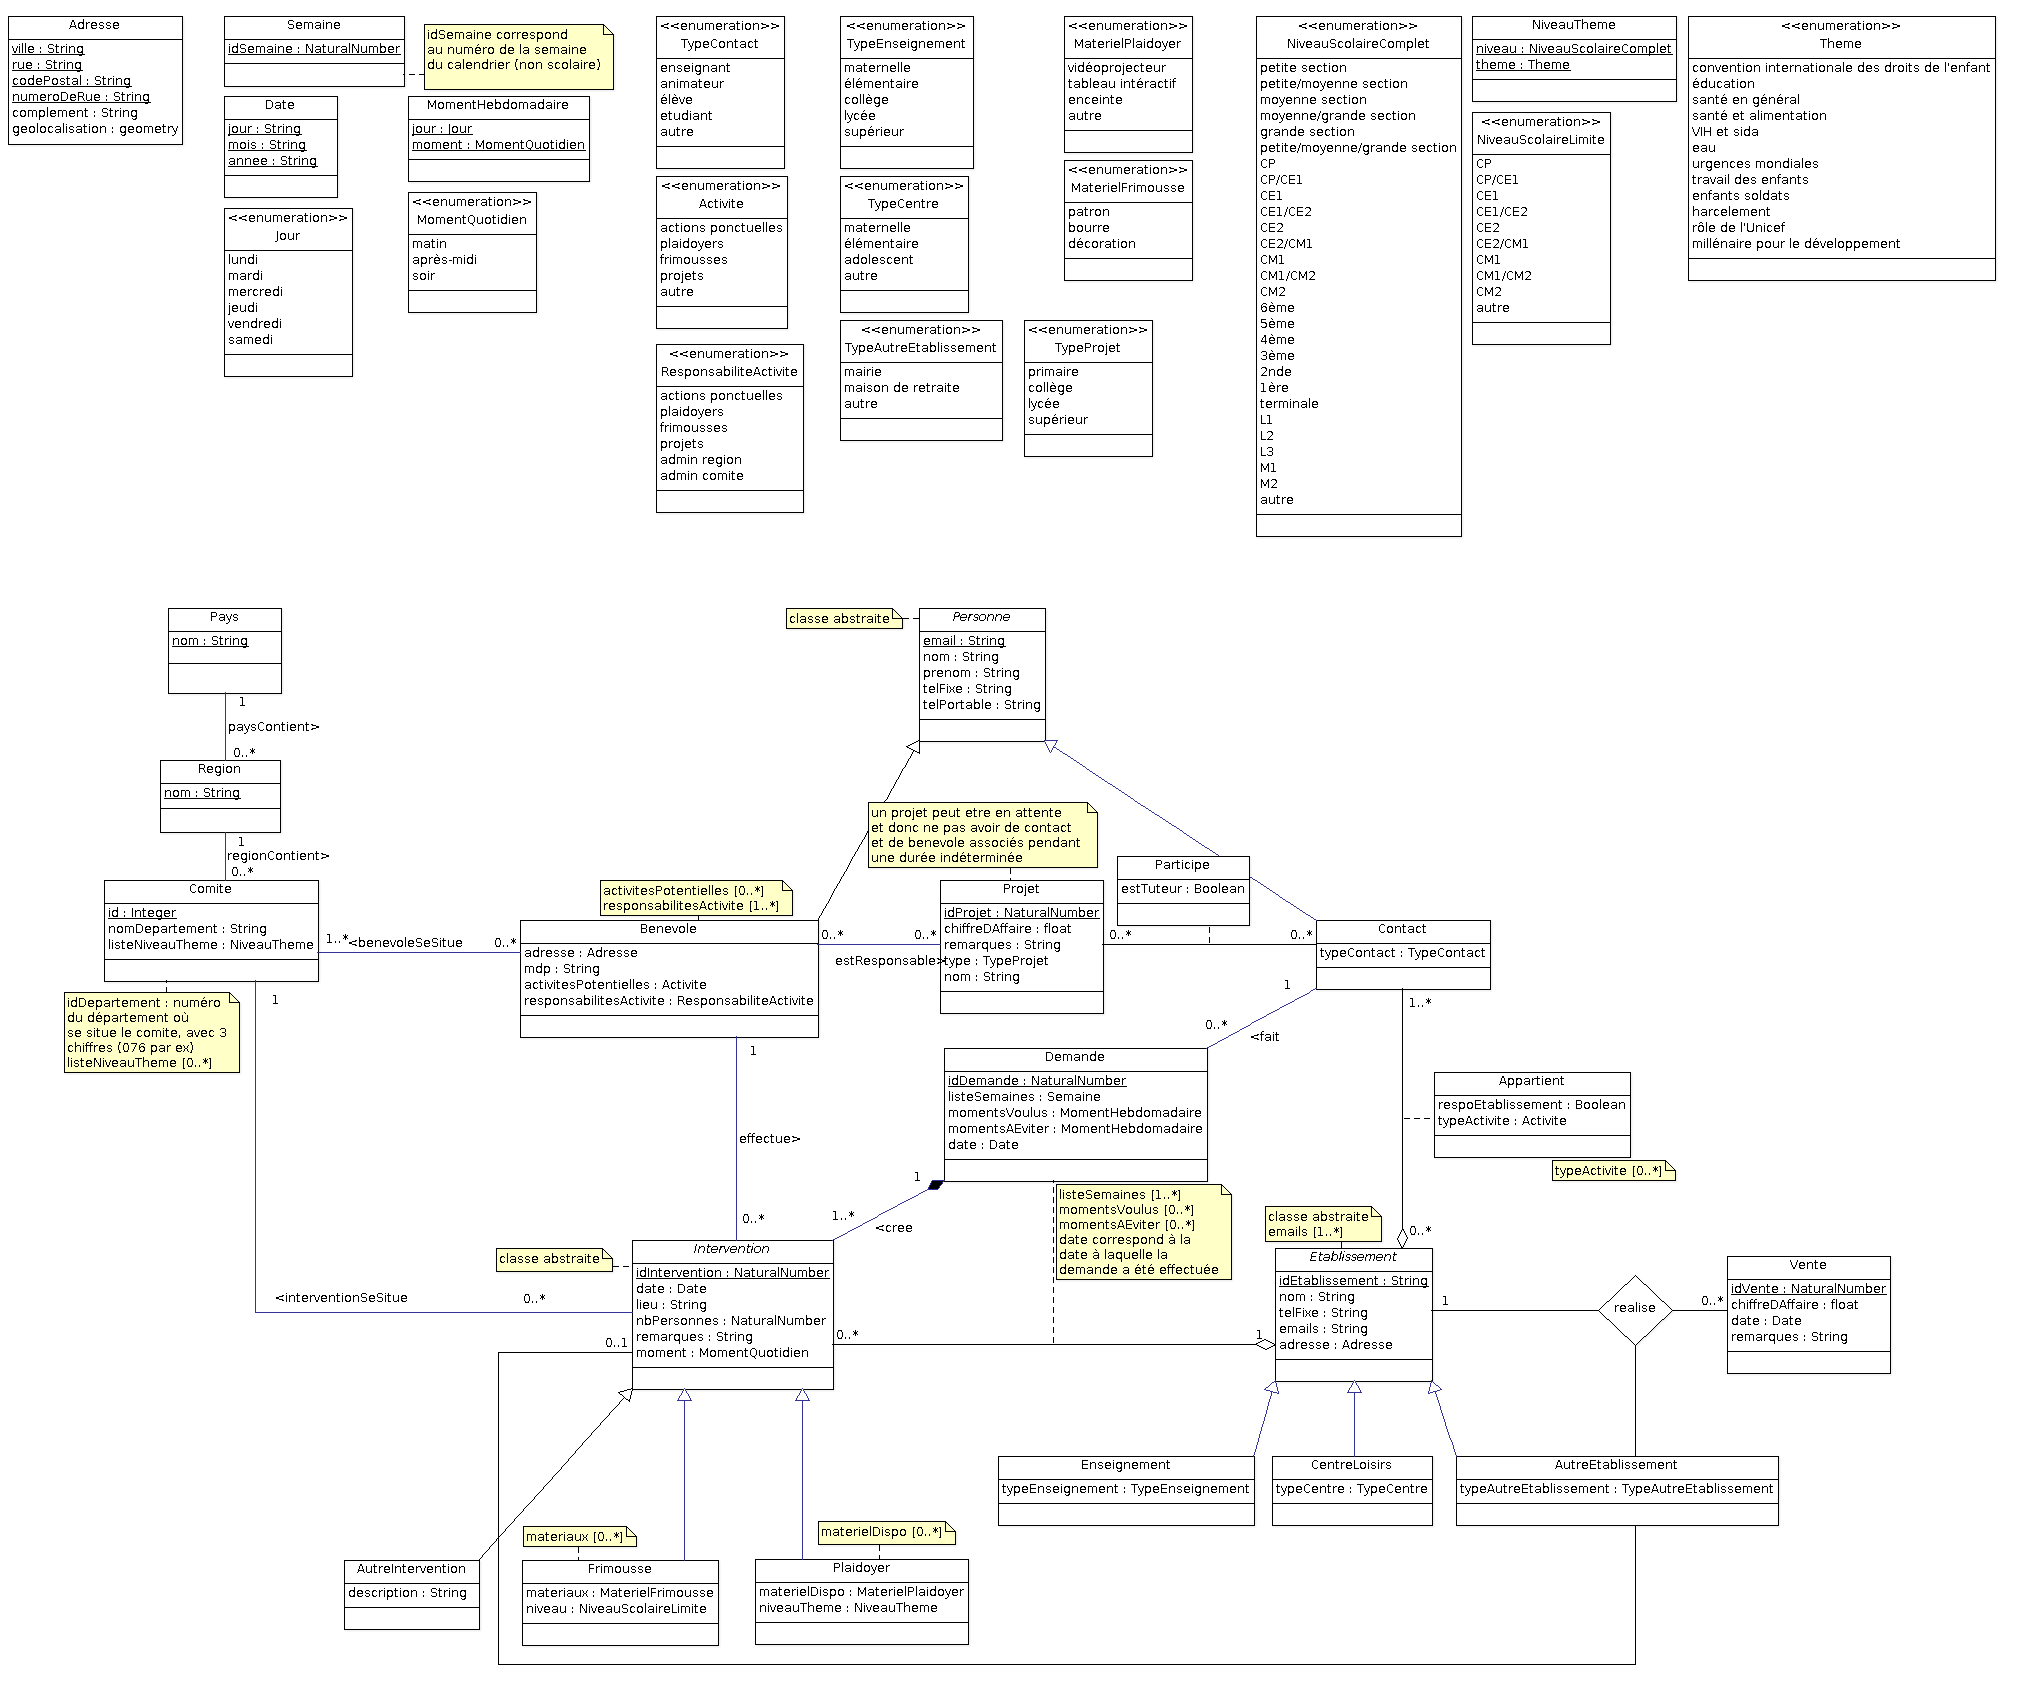 Adresse
ville : String
rue : String
codePostal : String
numeroDeRue : String
complement : String
geolocalisation : geometry
Semaine
idSemaine : NaturalNumber
idSemaine correspond
au numéro de la semaine
du calendrier (non scolaire)
Date
jour : String
mois : String
annee : String
MomentHebdomadaire
jour : Jour
moment : MomentQuotidien
<<enumeration>>
Jour
lundi
mardi
mercredi
jeudi
vendredi
samedi
<<enumeration>>
MomentQuotidien
matin
après-midi
soir
<<enumeration>>
TypeContact
enseignant
animateur
élève
etudiant
autre
<<enumeration>>
Activite
actions ponctuelles
plaidoyers
frimousses
projets
autre
<<enumeration>>
ResponsabiliteActivite
actions ponctuelles
plaidoyers
frimousses
projets
admin region
admin comite
<<enumeration>>
TypeEnseignement
maternelle
élémentaire
collège
lycée
supérieur
<<enumeration>>
TypeCentre
maternelle
élémentaire
adolescent
autre
<<enumeration>>
TypeAutreEtablissement
mairie
maison de retraite
autre
<<enumeration>>
TypeProjet
primaire
collège
lycée
supérieur
<<enumeration>>
MaterielPlaidoyer
vidéoprojecteur
tableau intéractif
enceinte
autre
<<enumeration>>
MaterielFrimousse
patron
bourre
décoration
<<enumeration>>
NiveauScolaireComplet
petite section
petite/moyenne section
moyenne section
moyenne/grande section
grande section
petite/moyenne/grande section
CP
CP/CE1
CE1
CE1/CE2
CE2
CE2/CM1
CM1
CM1/CM2
CM2
6ème
5ème
4ème
3ème
2nde
1ère
terminale
L1
L2
L3
M1
M2
autre
NiveauTheme
niveau : NiveauScolaireComplet
theme : Theme
<<enumeration>>
NiveauScolaireLimite
CP
CP/CE1
CE1
CE1/CE2
CE2
CE2/CM1
CM1
CM1/CM2
CM2
autre
<<enumeration>>
Theme
convention internationale des droits de l'enfant
éducation
santé en général
santé et alimentation
VIH et sida
eau
urgences mondiales
travail des enfants
enfants soldats
harcelement
rôle de l'Unicef
millénaire pour le développement
Pays
nom : String
1
paysContient>
0..*
Region
nom : String
1
regionContient>
0..*
Comite
id : Integer
nomDepartement : String
listeNiveauTheme : NiveauTheme
idDepartement : numéro
du département où
se situe le comite, avec 3
chiffres (076 par ex)
listeNiveauTheme [0..*]
1
1..*
<benevoleSeSitue
0..*
classe abstraite
Personne
email : String
nom : String
prenom : String
telFixe : String
telPortable : String
un projet peut etre en attente
et donc ne pas avoir de contact
et de benevole associés pendant
une durée indéterminée
activitesPotentielles [0..*]
responsabilitesActivite [1..*]
Benevole
adresse : Adresse
mdp : String
activitesPotentielles : Activite
responsabilitesActivite : ResponsabiliteActivite
0..*
0..*
estResponsable>
Projet
idProjet : NaturalNumber
chiffreDAffaire : float
remarques : String
type : TypeProjet
nom : String
Participe
estTuteur : Boolean
0..*
0..*
Contact
typeContact : TypeContact
1
0..*
<fait
1..*
Demande
idDemande : NaturalNumber
listeSemaines : Semaine
momentsVoulus : MomentHebdomadaire
momentsAEviter : MomentHebdomadaire
date : Date
Appartient
respoEtablissement : Boolean
typeActivite : Activite
typeActivite [0..*]
1
effectue>
0..*
1
1..*
<cree
listeSemaines [1..*]
momentsVoulus [0..*]
momentsAEviter [0..*]
date correspond à la
date à laquelle la
demande a été effectuée
classe abstraite
emails [1..*]
0..*
classe abstraite
Intervention
idIntervention : NaturalNumber
date : Date
lieu : String
nbPersonnes : NaturalNumber
remarques : String
moment : MomentQuotidien
<interventionSeSitue
0..*
0..1
0..*
1
Etablissement
idEtablissement : String
nom : String
telFixe : String
emails : String
adresse : Adresse
1
realise
0..*
Vente
idVente : NaturalNumber
chiffreDAffaire : float
date : Date
remarques : String
Enseignement
typeEnseignement : TypeEnseignement
CentreLoisirs
typeCentre : TypeCentre
AutreEtablissement
typeAutreEtablissement : TypeAutreEtablissement
materiaux [0..*]
materielDispo [0..*]
AutreIntervention
description : String
Frimousse
materiaux : MaterielFrimousse
niveau : NiveauScolaireLimite
Plaidoyer
materielDispo : MaterielPlaidoyer
niveauTheme : NiveauTheme